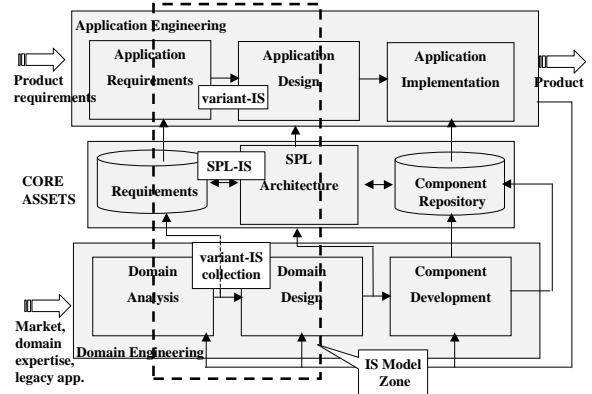 Application Engineering
Application
Requirements
Application
Design
Application
Implementation
Product
requirements
variant-IS
Product
CORE
ASSETS
Requirements
SPL-IS
SPL
Architecture
Component
Repository
variant-IS
collection
Domain
Analysis
Domain
Design
Component
Development
Market,
domain
expertise,
legacy app.
Domain Engineering
IS Model
Zone